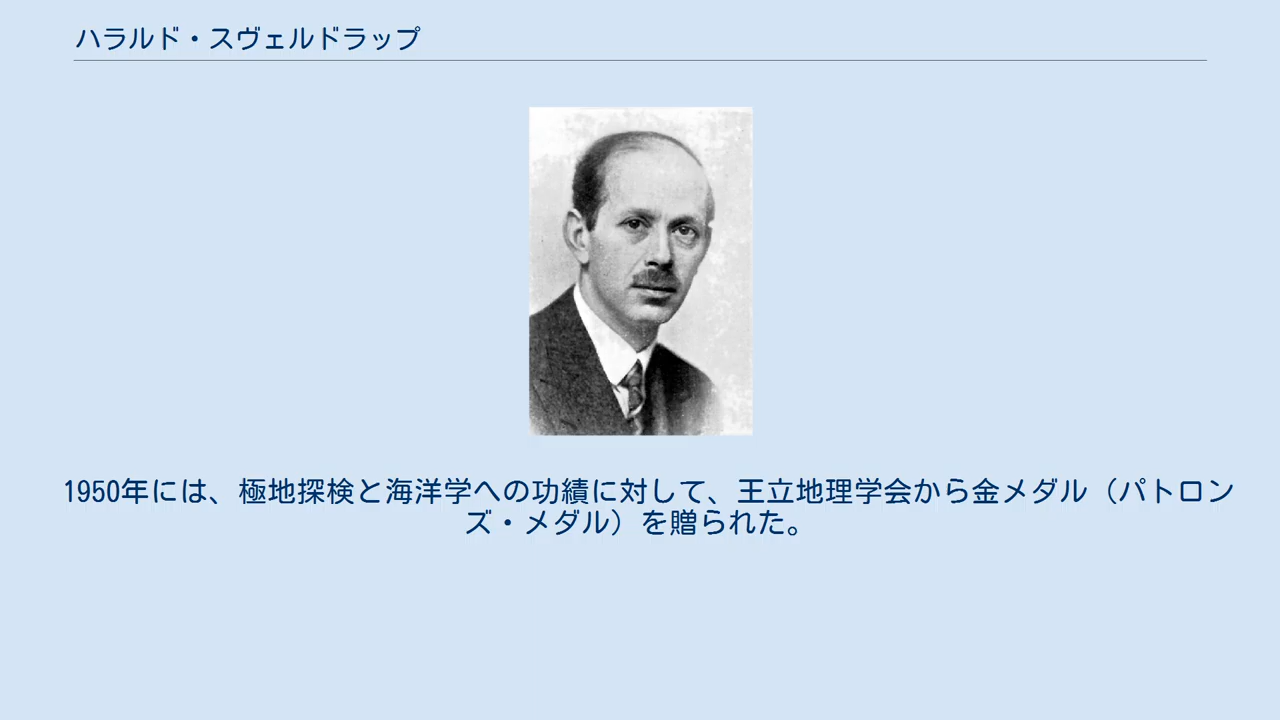 ハラルド・スヴェルドラップ
1950年には、極地探検と海洋学への功績に対して、王立地理学会から金メダル（パトロン
ズ・メダル）を贈られた。